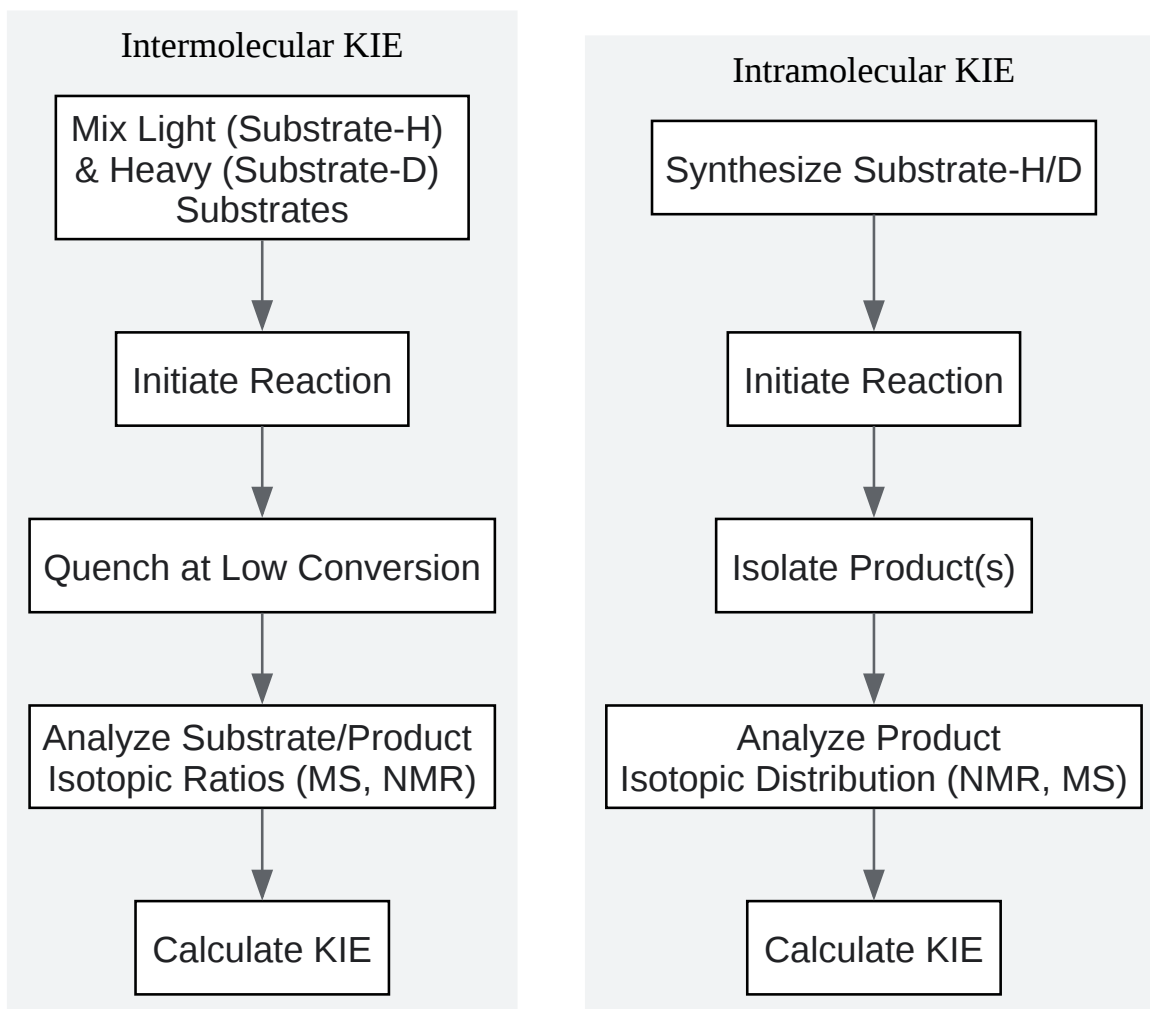 Intermolecular KIE
Mix Light (Substrate-H)
& Heavy (Substrate-D)
Substrates
Initiate Reaction
Quench at Low Conversion
Analyze Substrate/Product
Isotopic Ratios (MS, NMR)
Calculate KIE
Intramolecular KIE
Synthesize Substrate-H/D
Initiate Reaction
Isolate Product(s)
Analyze Product
Isotopic Distribution (NMR, MS)
Calculate KIE